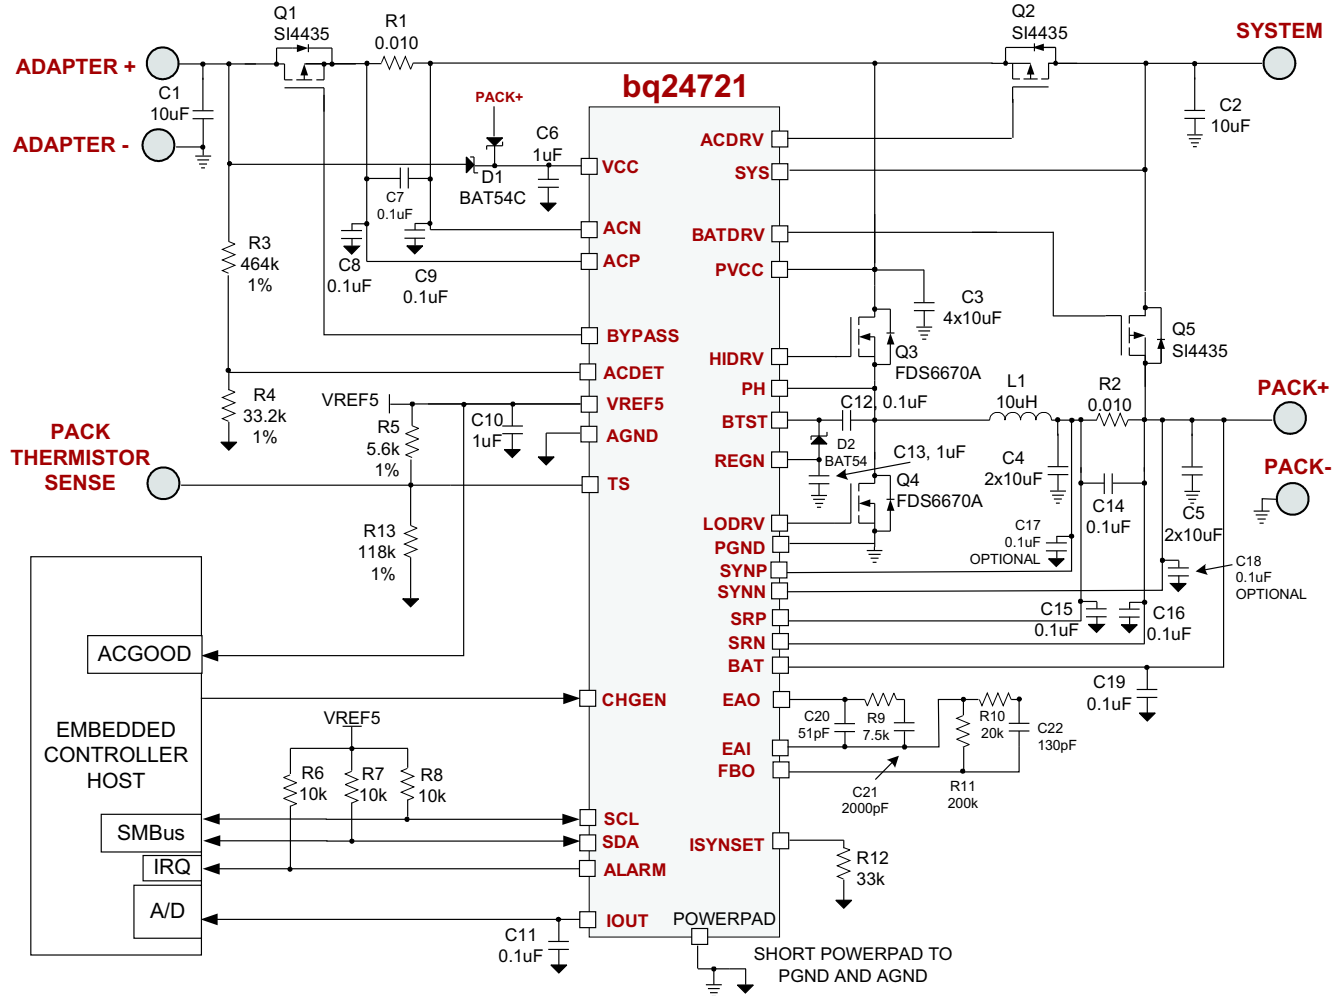 Q1
SI4435
R1
0.010
ADAPTER +
C1
10uF
ADAPTER -
PACK+
bq24721
Q2
SI4435
SYSTEM
C2
10uF
C6
1uF
D1
BAT54C
C7
0.1uF
C8
0.1uF
C9
0.1uF
R3
464k
1%
R4
33.2k
1%
VREF5
R5
5.6k
1%
C10
1uF
PACK
THERMISTOR
SENSE
R13
118k
1%
VCC
ACN
ACP
BYPASS
ACDET
VREF5
AGND
TS
CHGEN
SCL
SDA
ALARM
IOUT
ACDRV
SYS
BATDRV
PVCC
HIDRV
PH
BTST
REGN
LODRV
PGND
SYNP
SYNN
SRP
SRN
BAT
EAO
EAI
FBO
ISYNSET
POWERPAD
C3
4x10uF
Q3
FDS6670A
Q5
SI4435
C12
0.1uF
L1
10uH
R2
0.010
PACK+
PACK-
D2
BAT54
C13, 1uF
Q4
FDS6670A
C4
2x10uF
C14
0.1uF
C5
2x10uF
C17
0.1uF
OPTIONAL
C18
0.1uF
OPTIONAL
C15
0.1uF
C16
0.1uF
C19
0.1uF
C20
51pF
R9
7.5k
R10
20k
C22
130pF
C21
2000pF
R11
200k
R12
33k
ACGOOD
EMBEDDED
CONTROLLER
HOST
VREF5
R6
10k
R7
10k
R8
10k
SMBus
IRQ
A/D
C11
0.1uF
SHORT POWERPAD TO
PGND AND AGND